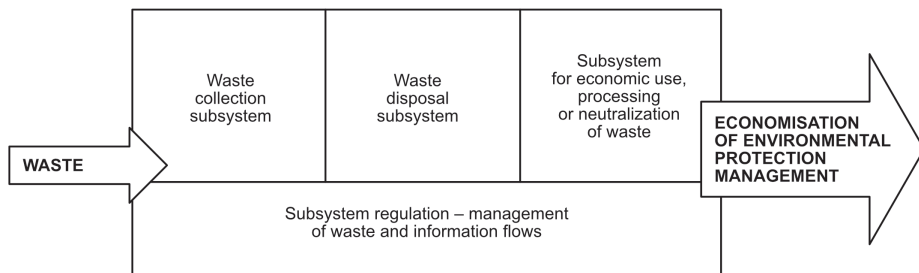 WASTE
Waste
collection
subsystem
Waste
disposal
subsystem
Subsystem
for economic use,
processing
or neutralization
of waste
Subsystem regulation – management
of waste and information flows
ECONOMISATION
OF ENVIRONMENTAL
PROTECTION
MANAGEMENT